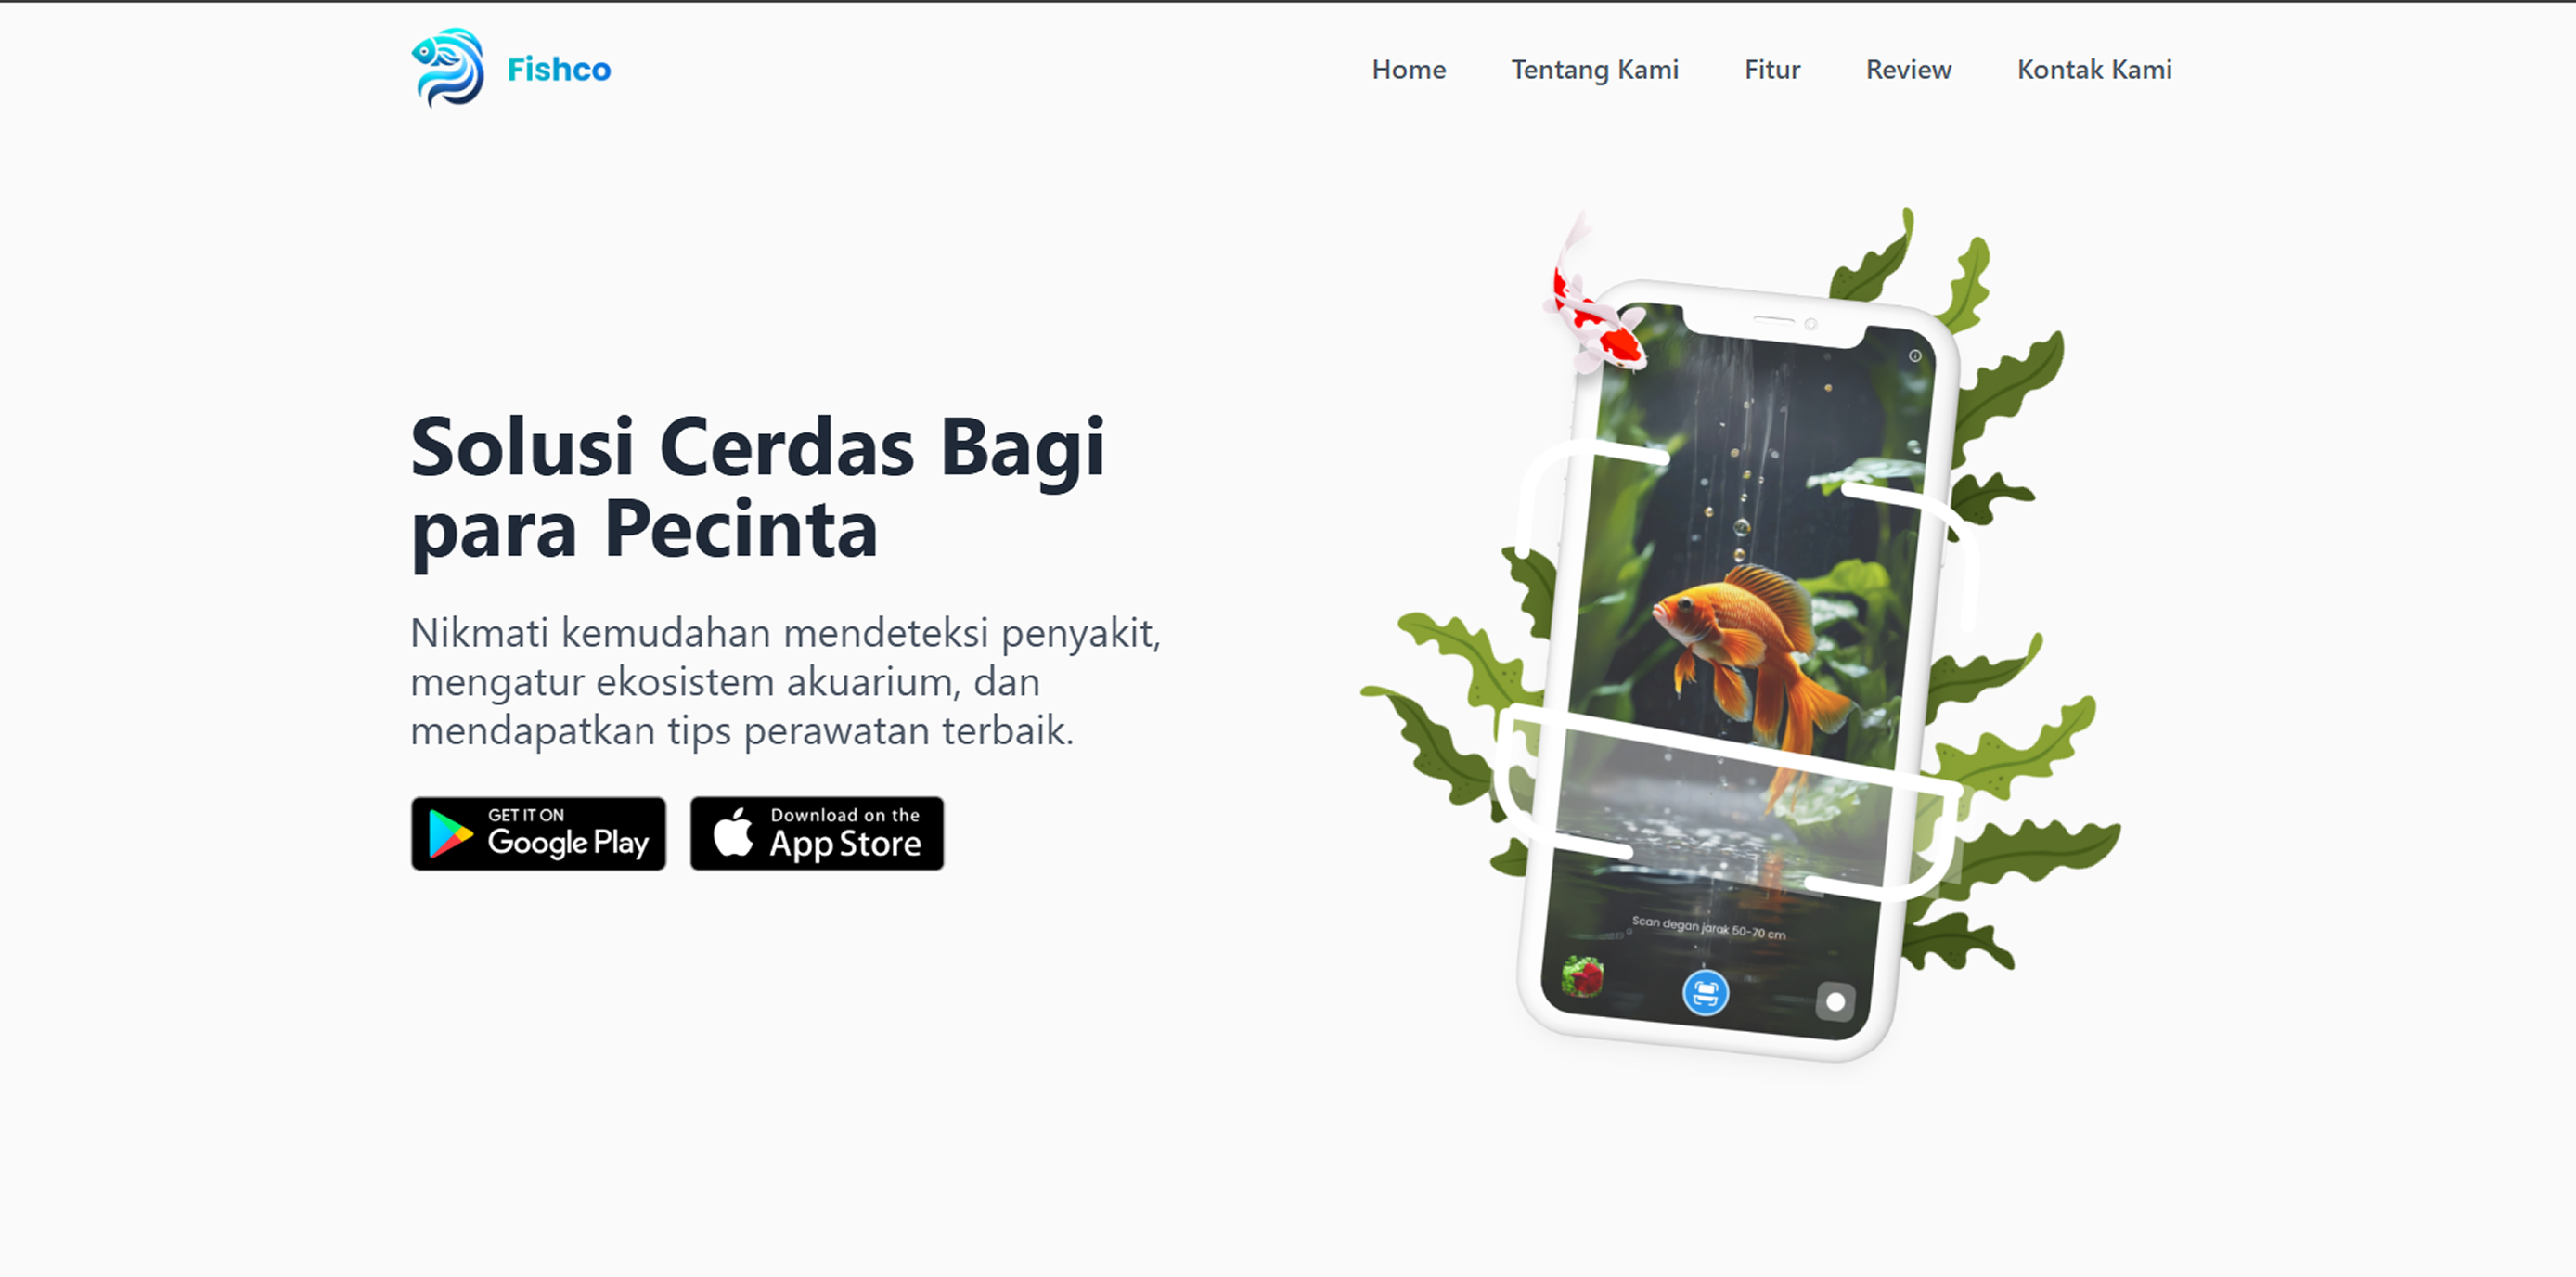 Fishco
Home
Tentang Kami
Fitur
Review
Kontak Kami
Solusi Cerdas Bagi
para Pecinta
Nikmati kemudahan mendeteksi penyakit,
mengatur ekosistem akuarium, dan
mendapatkan tips perawatan terbaik.
GET IT ON
Google Play
Download on the
App Store
Scan degan jarak 50-70 cm